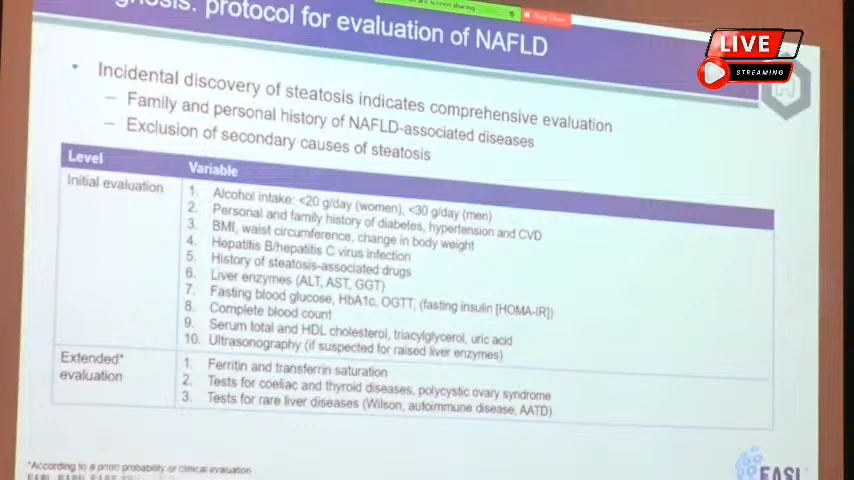 protocol for evaluation of NAFLD
LIVE
STREAMING
• Incidental discovery of steatosis indicates comprehensive evaluation
– Family and personal history of NAFLD-associated diseases
– Exclusion of secondary causes of steatosis
Level Variable
Initial evaluation
1. Alcohol intake: <20 g/day (women), <30 g/day (men)
2. Personal and family history of diabetes, hypertension and CVD
3. BMI, waist circumference, change in body weight
4. Hepatitis B/hepatitis C virus infection
5. History of steatosis-associated drugs
6. Liver enzymes (ALT, AST, GGT)
7. Fasting blood glucose, HbA1c, OGTT, (fasting insulin [HOMA-IR])
8. Complete blood count
9. Serum total and HDL cholesterol, triacylglycerol, uric acid
10. Ultrasonography (if suspected for raised liver enzymes)
Extended*
evaluation
1. Ferritin and transferrin saturation
2. Tests for coeliac and thyroid diseases, polycystic ovary syndrome
3. Tests for rare liver diseases (Wilson, autoimmune disease, AATD)
*According to a priori probability or clinical evaluation
EASL